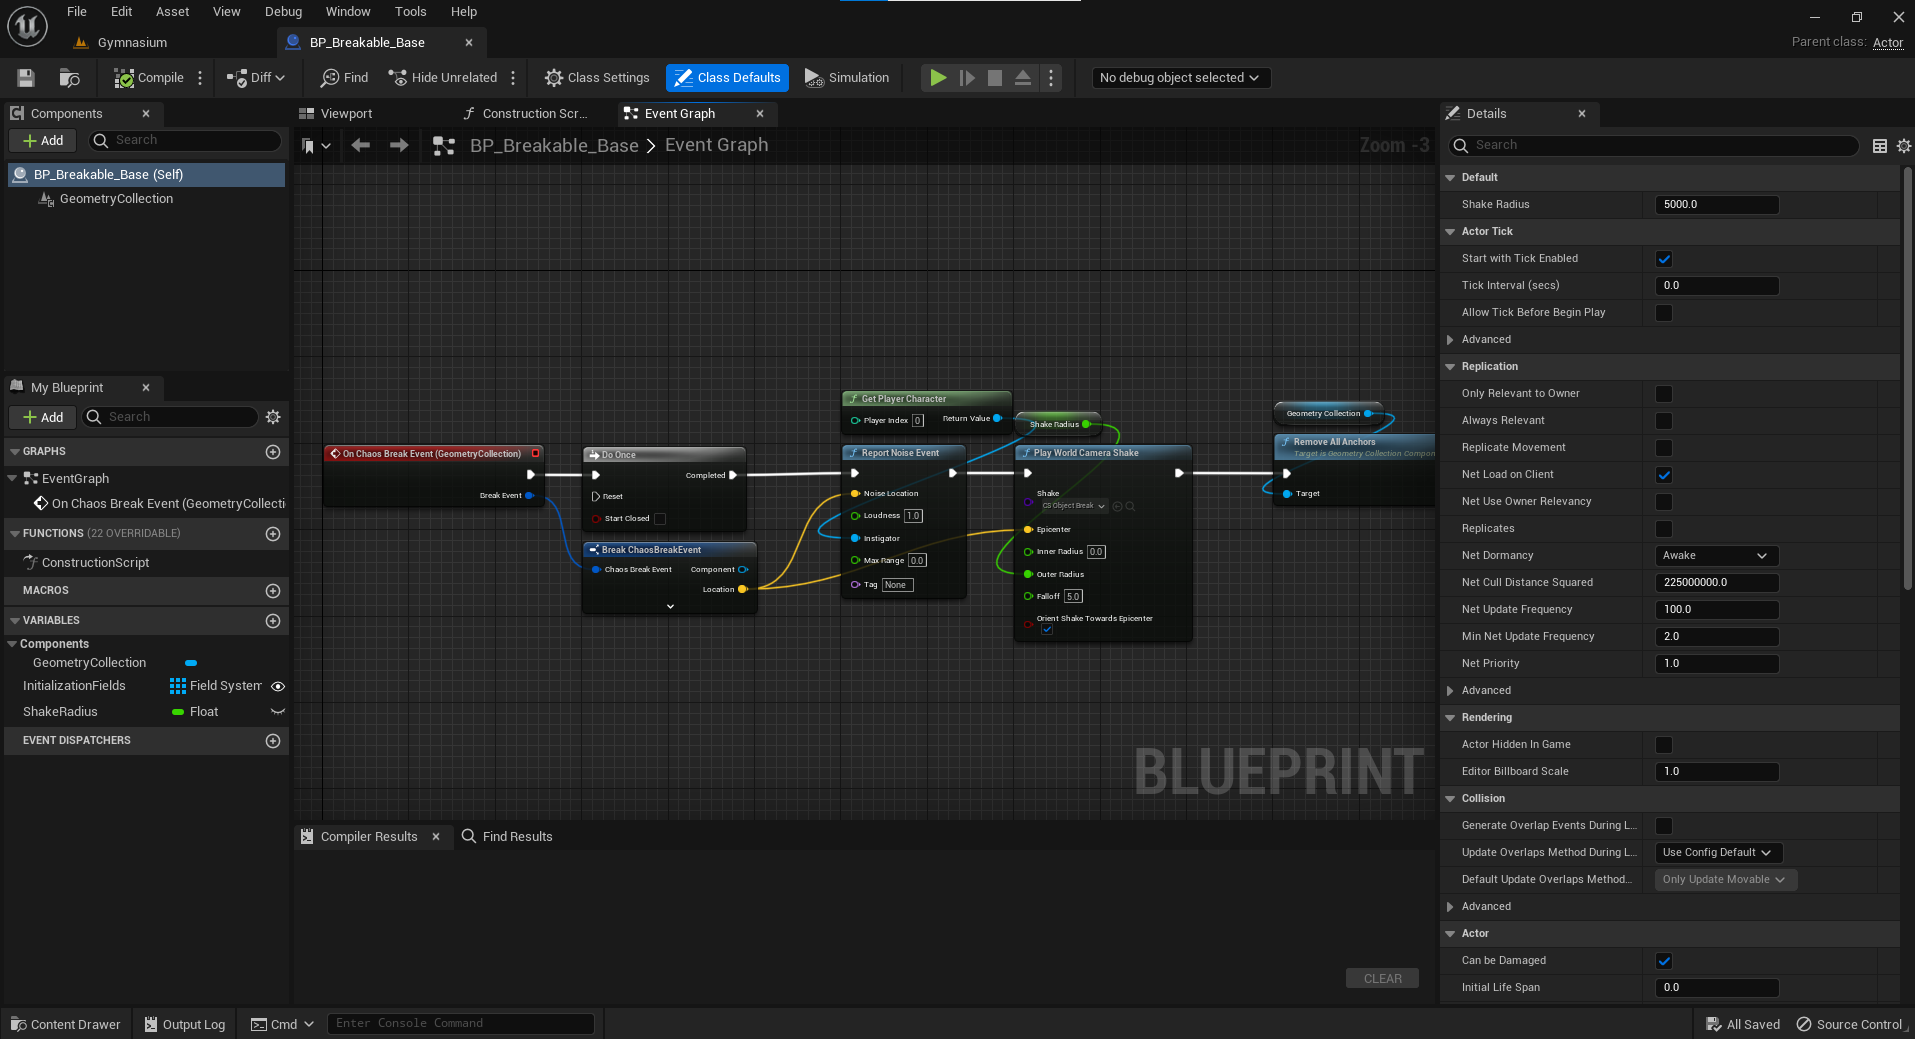 File Edit Asset View Debug Window Tools Help
Gymnasium
BP_Breakable_Base
Parent class: Actor
Compile
Diff
Find
Hide Unrelated
Class Settings
Class Defaults
Simulation
No debug object selected
Components
Add
Search
BP_Breakable_Base (Self)
GeometryCollection
My Blueprint
Add
Search
GRAPHS
EventGraph
On Chaos Break Event (GeometryCollecti
FUNCTIONS (22 OVERRIDABLE)
ConstructionScript
MACROS
VARIABLES
Components
GeometryCollection
InitializationFields Field System
ShakeRadius Float
EVENT DISPATCHERS
Viewport
Construction Scr...
Event Graph
BP_Breakable_Base > Event Graph
Zoom -3
On Chaos Break Event (GeometryCollection)
Break Event
Do Once
Completed
Reset
Start Closed
Break ChaosBreakEvent
Chaos Break Event Component
Location
Get Player Character
Player Index 0 Return Value
Report Noise Event
Noise Location
Loudness 1.0
Instigator
Max Range 0.0
Tag None
Shake Radius
Play World Camera Shake
Shake
CS Object Break
Epicenter
Inner Radius 0.0
Outer Radius
Falloff 5.0
Orient Shake Towards Epicenter
Geometry Collection
Remove All Anchors
Target is Geometry Collection Compon
Target
BLUEPRINT
Compiler Results
Find Results
CLEAR
Details
Search
Default
Shake Radius 5000.0
Actor Tick
Start with Tick Enabled
Tick Interval (secs) 0.0
Allow Tick Before Begin Play
Advanced
Replication
Only Relevant to Owner
Always Relevant
Replicate Movement
Net Load on Client
Net Use Owner Relevancy
Replicates
Net Dormancy Awake
Net Cull Distance Squared 225000000.0
Net Update Frequency 100.0
Min Net Update Frequency 2.0
Net Priority 1.0
Advanced
Rendering
Actor Hidden In Game
Editor Billboard Scale 1.0
Collision
Generate Overlap Events During L...
Update Overlaps Method During L... Use Config Default
Default Update Overlaps Method... Only Update Movable
Advanced
Actor
Can be Damaged
Initial Life Span 0.0
Content Drawer
Output Log
Cmd
Enter Console Command
All Saved
Source Control